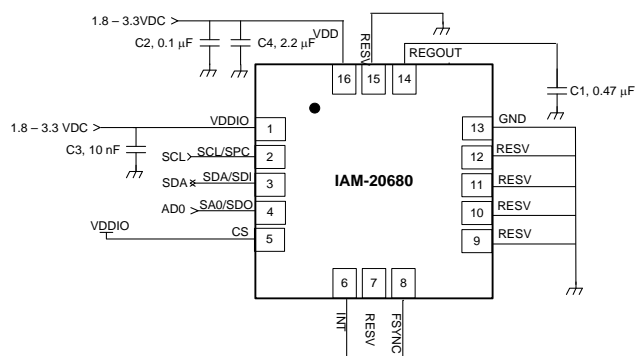 1.8 – 3.3VDC
C2, 0.1 µF
C4, 2.2 µF
VDD
RESV
REGOUT
C1, 0.47 µF
16
15
14
1.8 – 3.3 VDC
VDDIO
C3, 10 nF
1
SCL
SCL/SPC
2
SDA
SDA/SDI
3
AD0
SA0/SDO
4
VDDIO
CS
5
IAM-20680
13
GND
12
RESV
11
RESV
10
RESV
9
RESV
6
7
8
INT
RESV
FSYNC